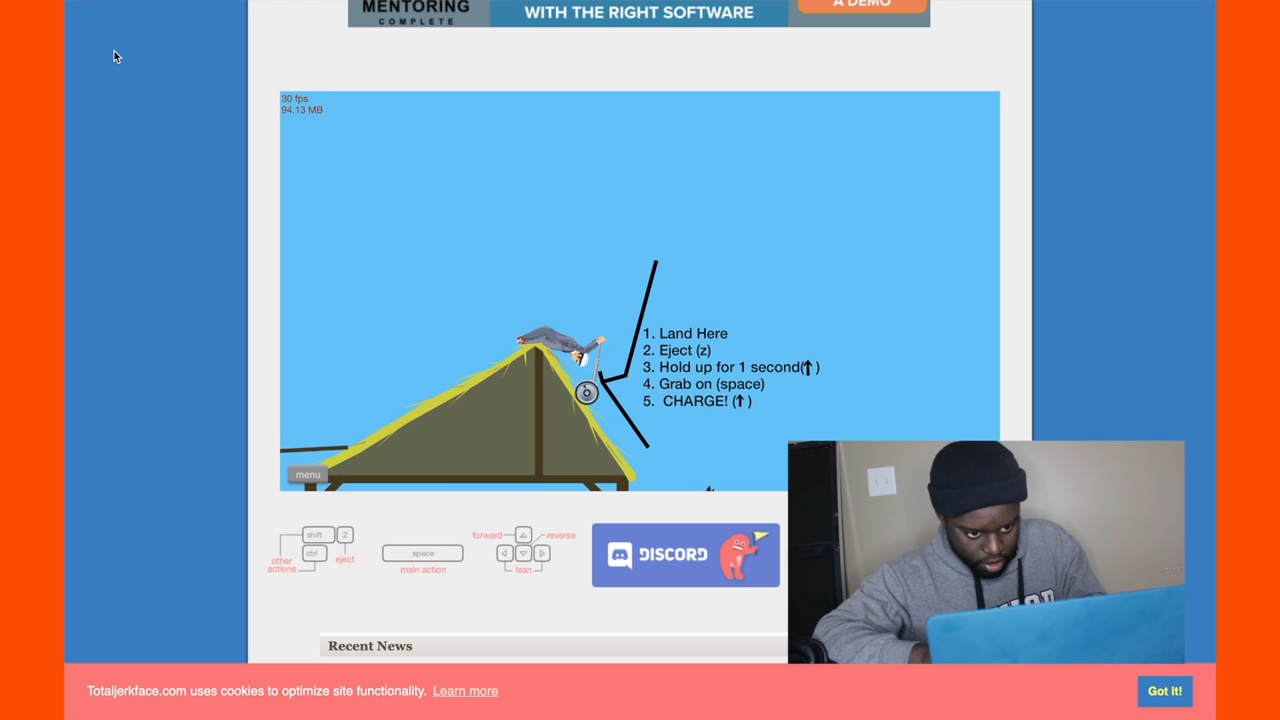 MENTORING
COMPLETE
WITH THE RIGHT SOFTWARE
A DEMO
30 fps
94.13 MB
1. Land Here
2. Eject (z)
3. Hold up for 1 second(↑)
4. Grab on (space)
5. CHARGE! (↑)
menu
shift
Z
ctrl
other
actions
eject
space
main action
forward
reverse
lean
DISCORD
Recent News
Totaljerkface.com uses cookies to optimize site functionality. Learn more
Got it!